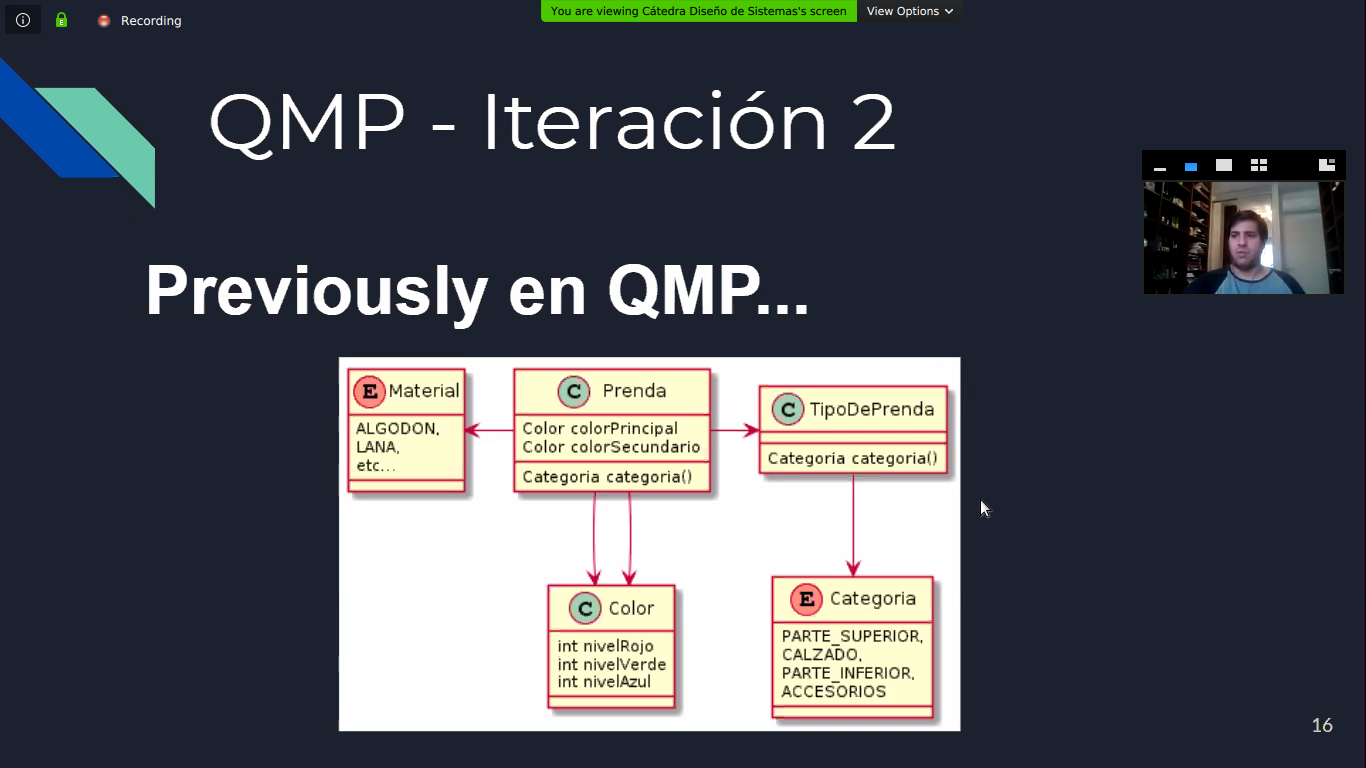 Recording
You are viewing Cátedra Diseño de Sistemas's screen
View Options
QMP - Iteración 2
Previously en QMP...
E Material
ALGODON,
LANA,
etc...
C Prenda
Color colorPrincipal
Color colorSecundario
Categoria categoria()
C TipoDePrenda
Categoria categoria()
C Color
int nivelRojo
int nivelVerde
int nivelAzul
E Categoria
PARTE_SUPERIOR,
CALZADO,
PARTE_INFERIOR,
ACCESORIOS
16